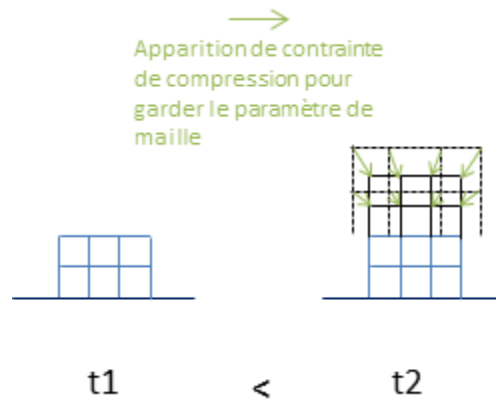 Apparition de contrainte
de compression pour
garder le paramètre de
maille
t1 < t2